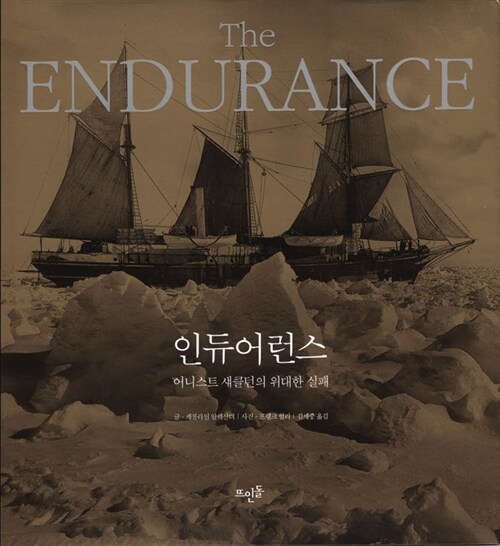 The
ENDURANCE
인듀어런스
어니스트 섀클턴의 위대한 실패
글 · 캐롤라인 알렉산더 | 사진 · 프랭크 헐리 | 김세중 옮김
뜨인돌